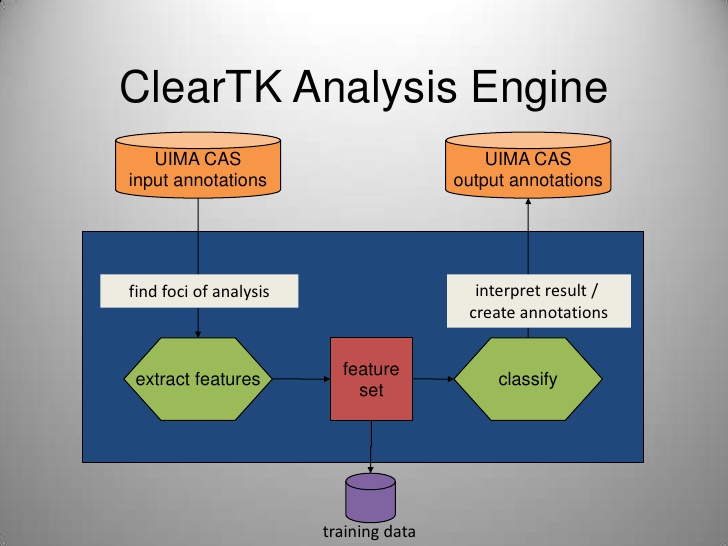 ClearTK Analysis Engine
UIMA CAS
input annotations
UIMA CAS
output annotations
find foci of analysis
interpret result /
create annotations
extract features
feature
set
classify
training data